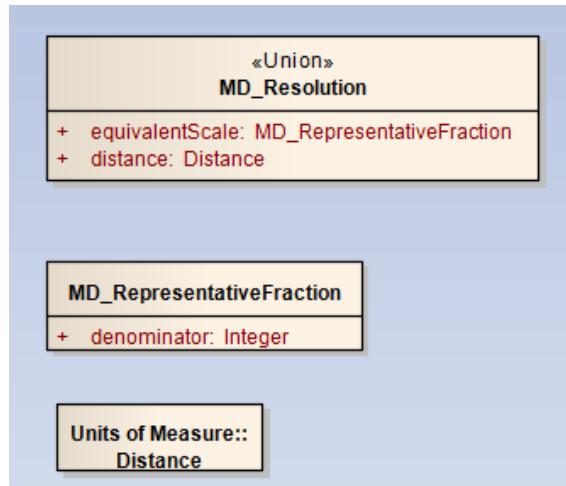 «Union»
MD_Resolution
+ equivalentScale: MD_RepresentativeFraction
+ distance: Distance
MD_RepresentativeFraction
+ denominator: Integer
Units of Measure::
Distance